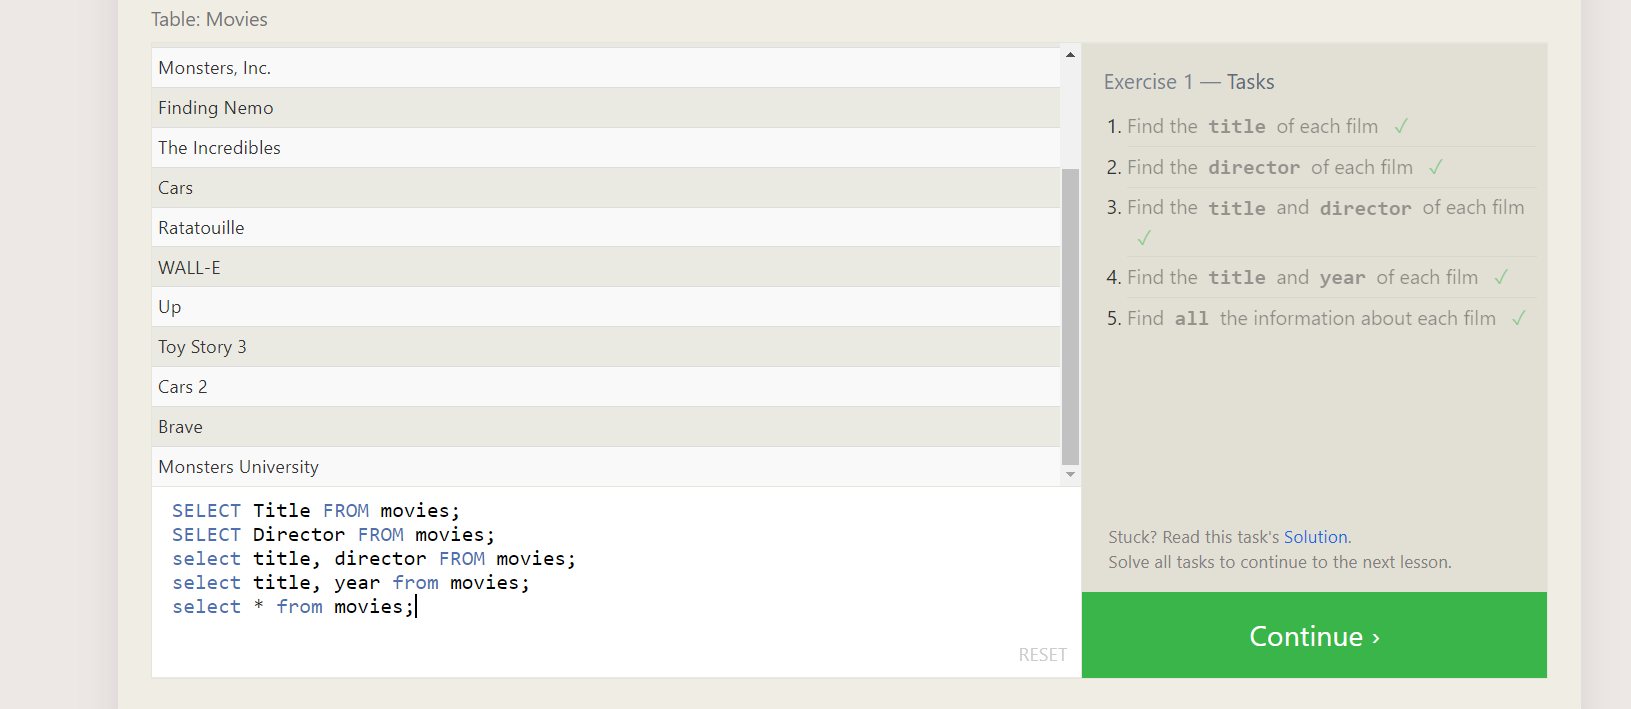 Table: Movies
Monsters, Inc.
Finding Nemo
The Incredibles
Cars
Ratatouille
WALL-E
Up
Toy Story 3
Cars 2
Brave
Monsters University
SELECT Title FROM movies;
SELECT Director FROM movies;
select title, director FROM movies;
select title, year from movies;
select * from movies;
RESET
Exercise 1 — Tasks
1. Find the title of each film ✓
2. Find the director of each film ✓
3. Find the title and director of each film
✓
4. Find the title and year of each film ✓
5. Find all the information about each film ✓
Stuck? Read this task's Solution.
Solve all tasks to continue to the next lesson.
Continue ›